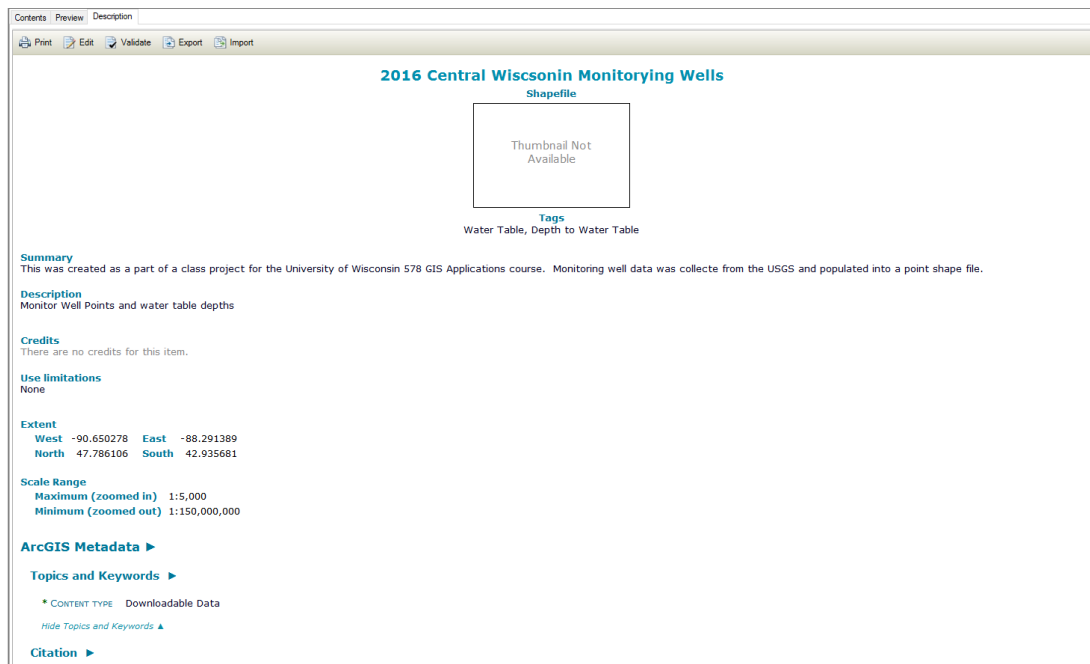 Contents Preview Description
Print Edit Validate Export Import
2016 Central Wiscsonin Monitorying Wells
Shapefile
Thumbnail Not
Available
Tags
Water Table, Depth to Water Table
Summary
This was created as a part of a class project for the University of Wisconsin 578 GIS Applications course. Monitoring well data was collecte from the USGS and populated into a point shape file.
Description
Monitor Well Points and water table depths
Credits
There are no credits for this item.
Use limitations
None
Extent
West -90.650278 East -88.291389
North 47.786106 South 42.935681
Scale Range
Maximum (zoomed in) 1:5,000
Minimum (zoomed out) 1:150,000,000
ArcGIS Metadata ►
Topics and Keywords ►
* CONTENT TYPE Downloadable Data
Hide Topics and Keywords ▲
Citation ►